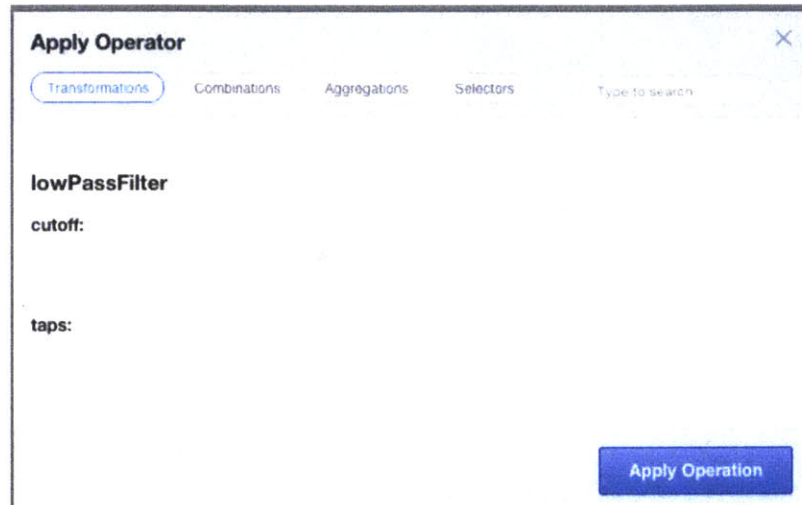 Apply Operator
Transformations Combinations Aggregations Selectors Type to search
lowPassFilter
cutoff:
taps:
Apply Operation